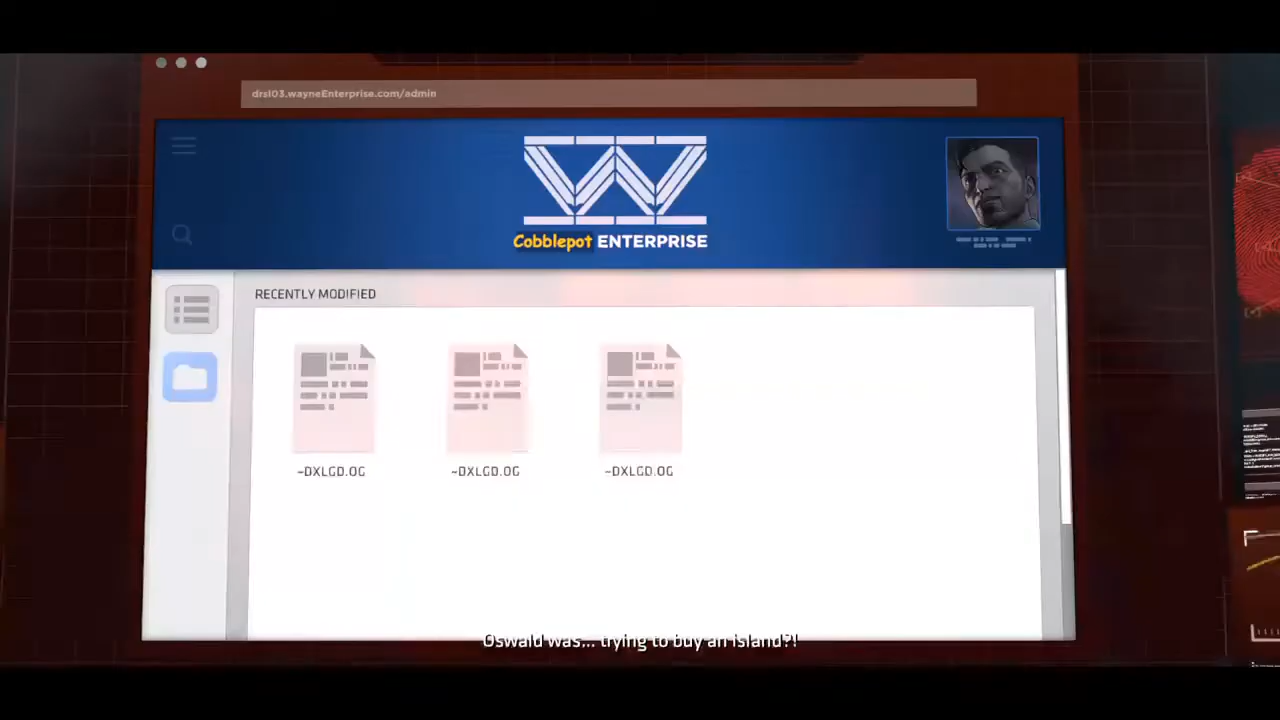 drsl03.wayneEnterprise.com/admin
Cobblepot ENTERPRISE
RECENTLY MODIFIED
~DXLGD.OG
~DXLGD.OG
~DXLGD.OG
Oswald was... trying to buy an island?!